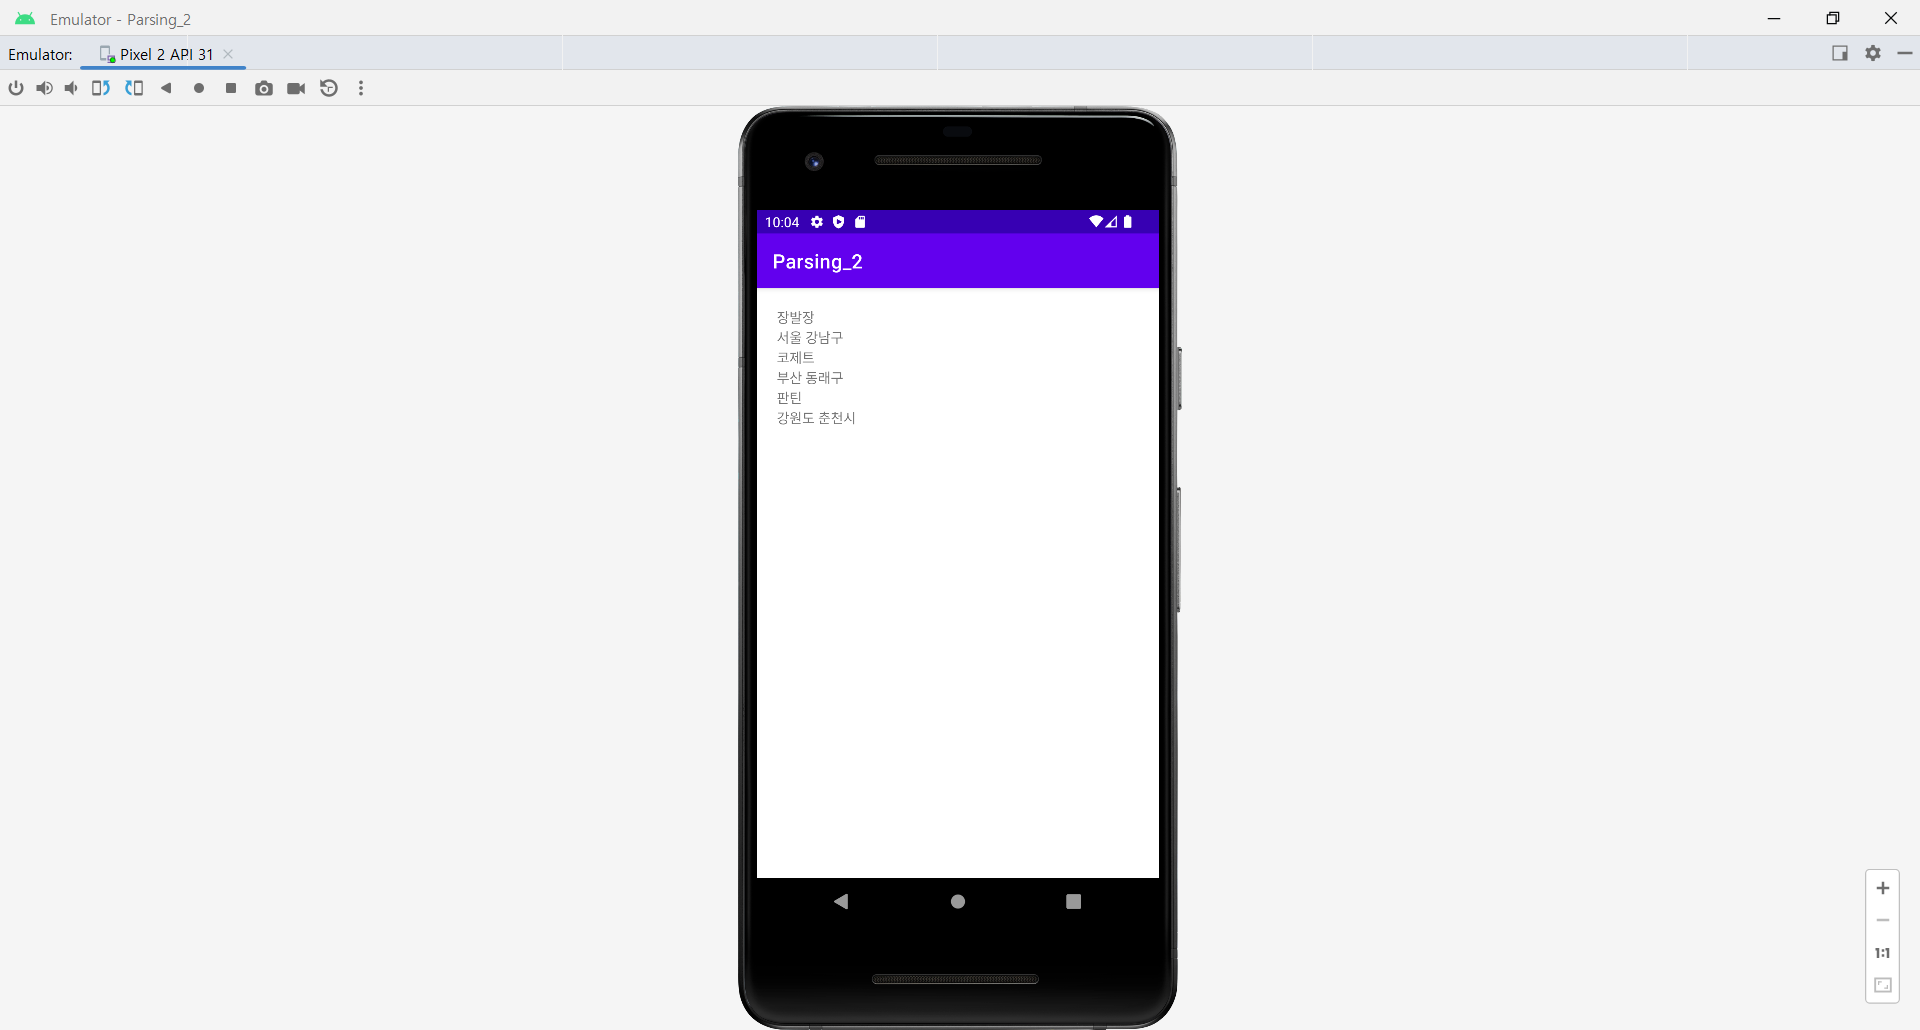 Emulator - Parsing_2
Emulator: Pixel 2 API 31
10:04
Parsing_2
장발장
서울 강남구
코제트
부산 동래구
판틴
강원도 춘천시
1:1